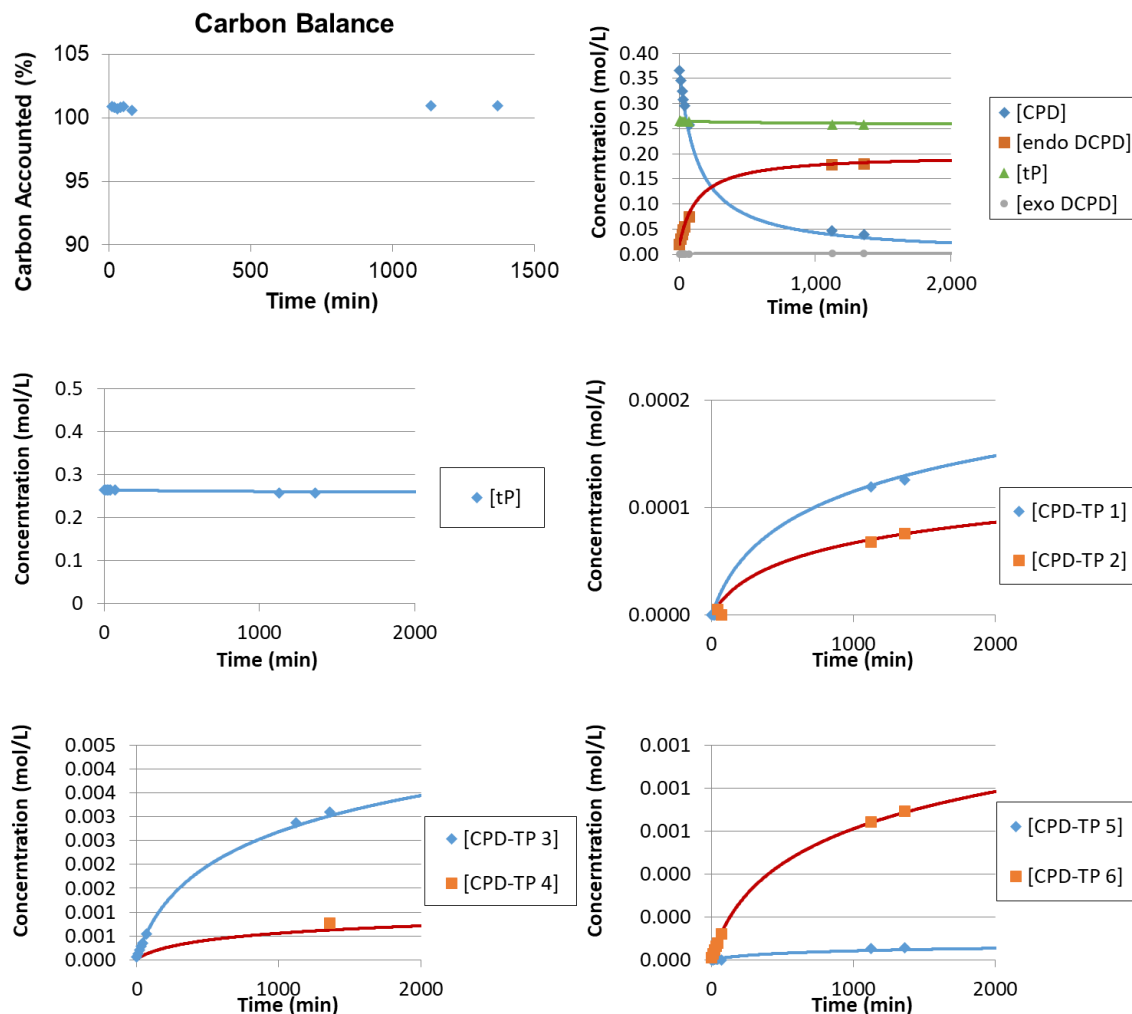 Carbon Balance
Carbon Accounted (%)
105
100
95
90
0
500
1000
1500
Time (min)
Concerntration (mol/L)
0.40
0.35
0.30
0.25
0.20
0.15
0.10
0.05
0.00
0
1,000
2,000
Time (min)
[CPD]
[endo DCPD]
[tP]
[exo DCPD]
Concerntration (mol/L)
0.5
0.4
0.3
0.2
0.1
0
0
1000
2000
Time (min)
[tP]
Concerntration (mol/L)
0.0002
0.0001
0.0000
0
1000
2000
Time (min)
[CPD-TP 1]
[CPD-TP 2]
Concerntration (mol/L)
0.005
0.004
0.004
0.003
0.003
0.002
0.002
0.001
0.001
0.000
0
1000
2000
Time (min)
[CPD-TP 3]
[CPD-TP 4]
Concerntration (mol/L)
0.001
0.001
0.001
0.000
0.000
0.000
0
1000
2000
Time (min)
[CPD-TP 5]
[CPD-TP 6]